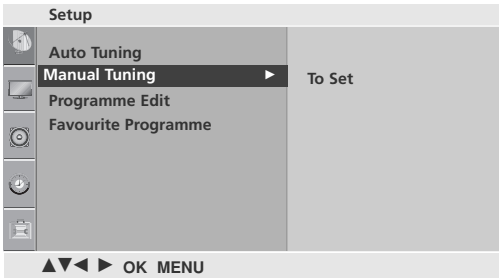 Setup
Auto Tuning
Manual Tuning ►
To Set
Programme Edit
Favourite Programme
▲▼◄ ► OK MENU